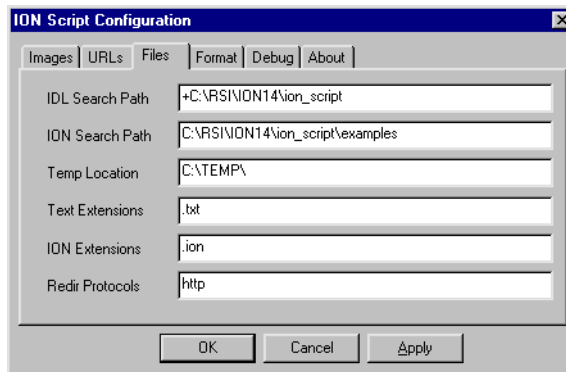 ION Script Configuration
Images URLs Files Format Debug About
IDL Search Path +C:\RSI\ION14\ion_script
ION Search Path C:\RSI\ION14\ion_script\examples
Temp Location C:\TEMP\
Text Extensions .txt
ION Extensions .ion
Redir Protocols http
OK Cancel Apply